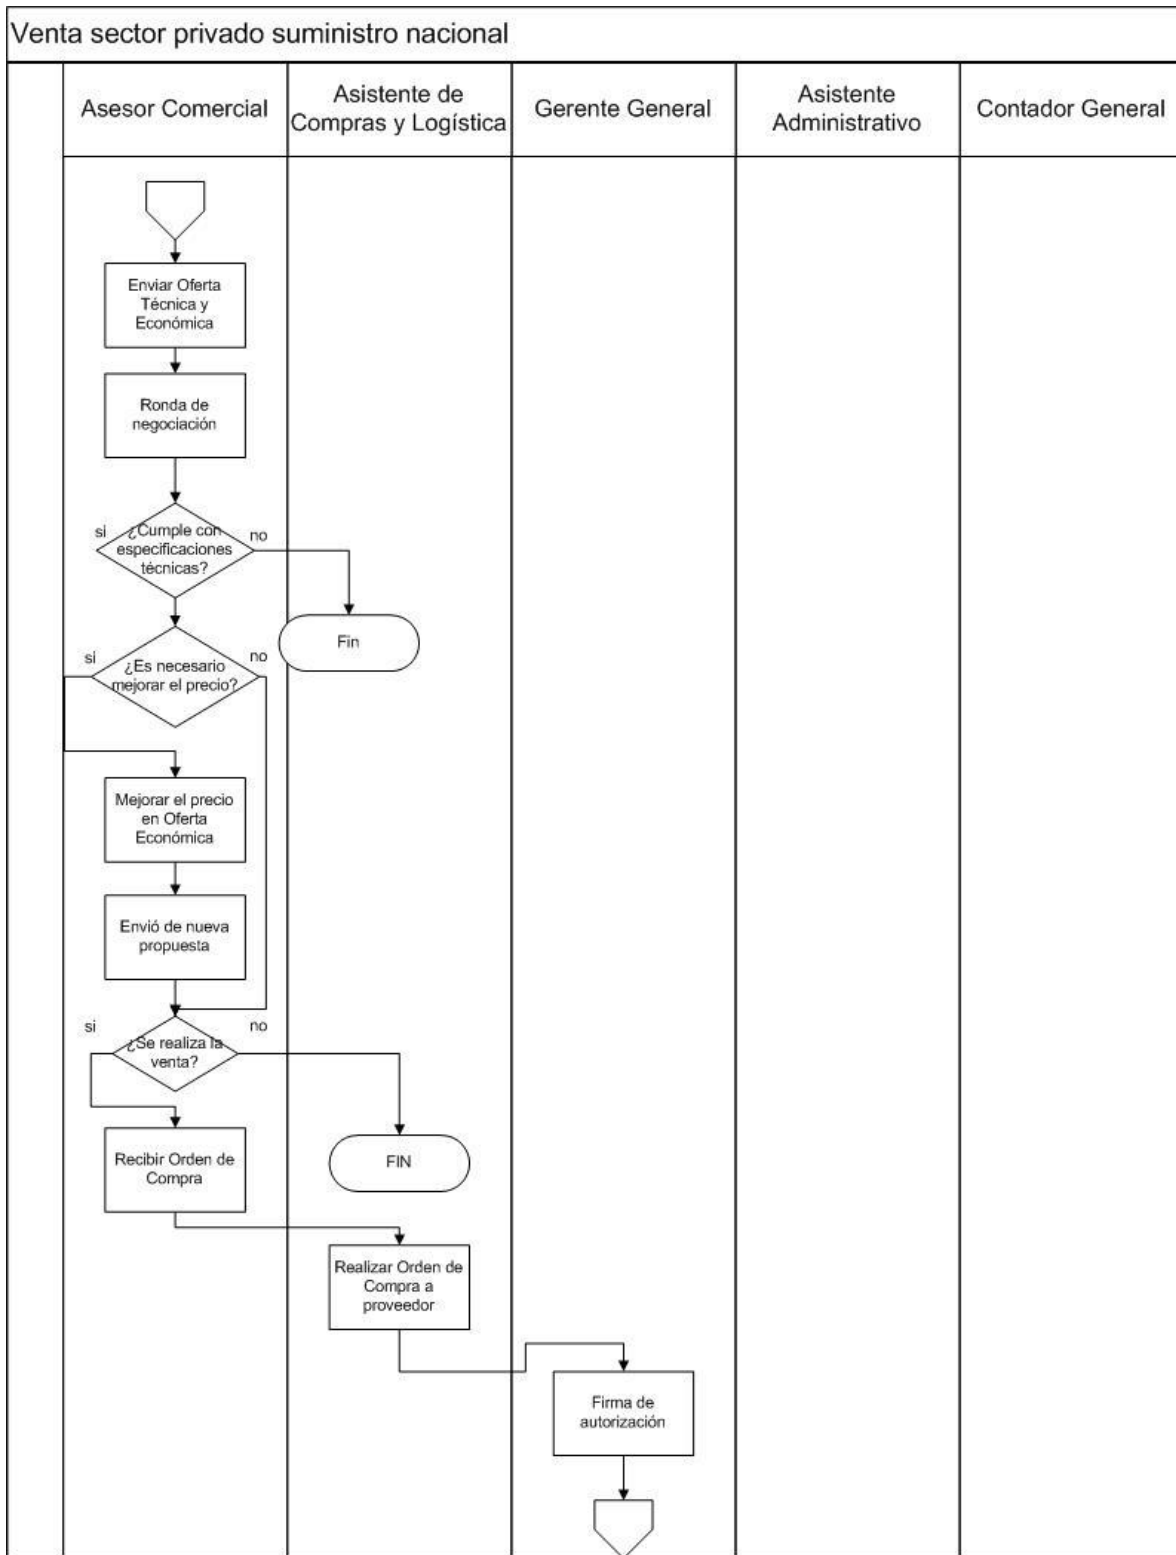 Venta sector privado suministro nacional
Asesor Comercial
Asistente de
Compras y Logística
Gerente General
Asistente
Administrativo
Contador General
Enviar Oferta
Técnica y
Económica
Ronda de
negociación
si
¿Cumple con
especificaciones
técnicas?
no
Fin
si
¿Es necesario
mejorar el precio?
no
Mejorar el precio
en Oferta
Económica
Envió de nueva
propuesta
si
¿Se realiza la
venta?
no
Recibir Orden de
Compra
FIN
Realizar Orden de
Compra a
proveedor
Firma de
autorización